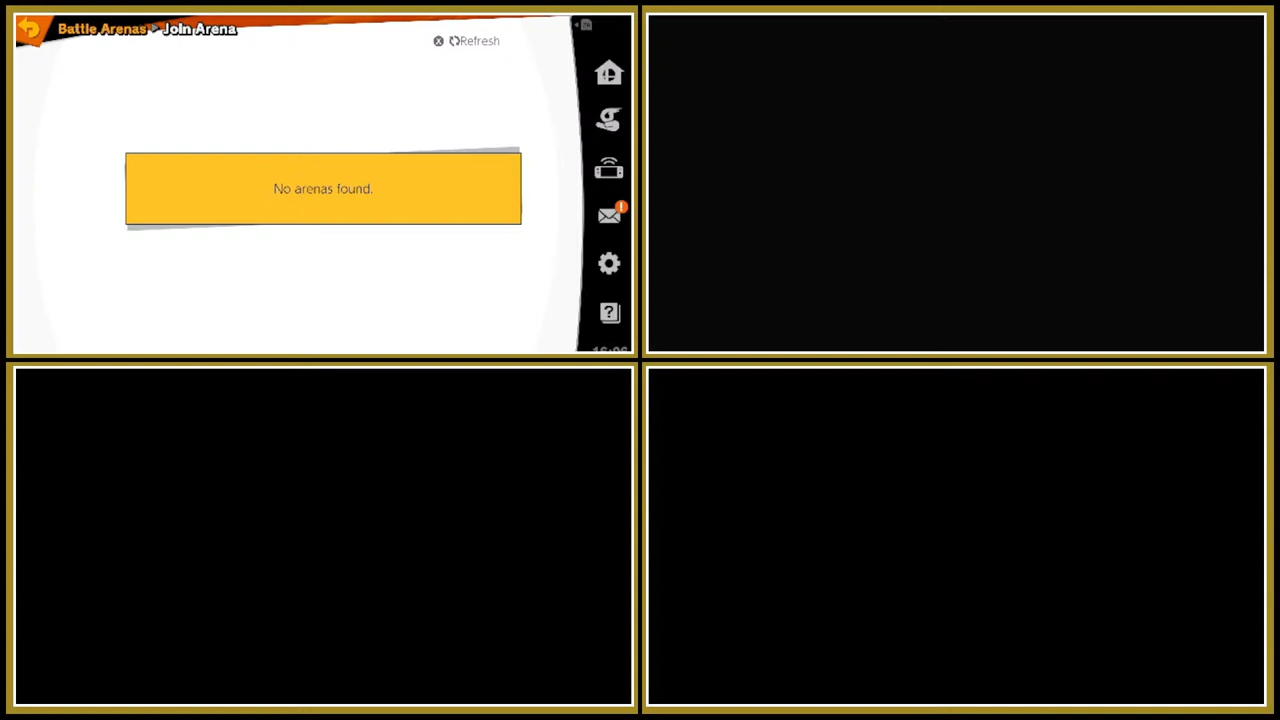 Battle Arenas ▸ Join Arena
X Refresh
No arenas found.
!
?